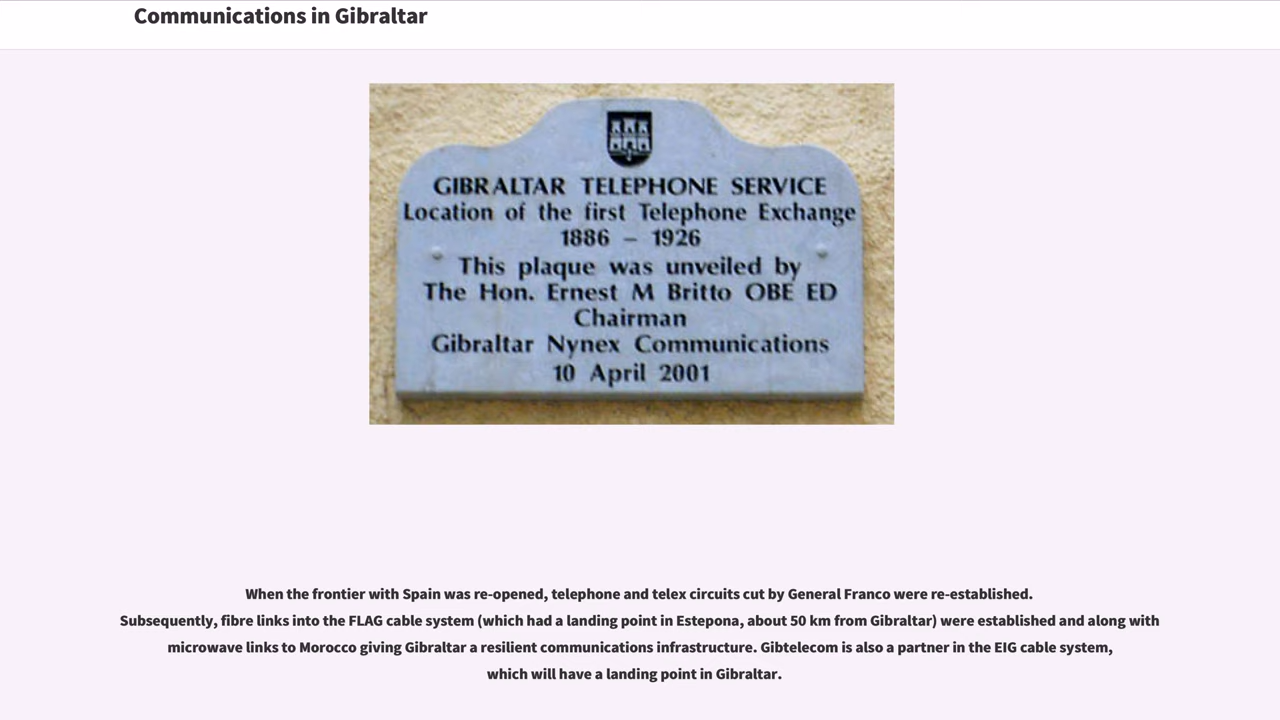 Communications in Gibraltar
GIBRALTAR TELEPHONE SERVICE
Location of the first Telephone Exchange
1886 – 1926
This plaque was unveiled by
The Hon. Ernest M Britto OBE ED
Chairman
Gibraltar Nynex Communications
10 April 2001
When the frontier with Spain was re-opened, telephone and telex circuits cut by General Franco were re-established.
Subsequently, fibre links into the FLAG cable system (which had a landing point in Estepona, about 50 km from Gibraltar) were established and along with
microwave links to Morocco giving Gibraltar a resilient communications infrastructure. Gibtelecom is also a partner in the EIG cable system,
which will have a landing point in Gibraltar.